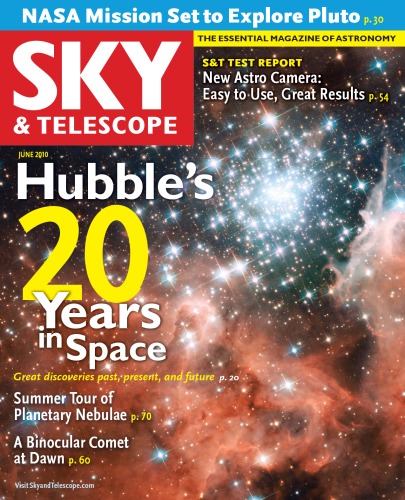 NASA Mission Set to Explore Pluto p. 30
THE ESSENTIAL MAGAZINE OF ASTRONOMY
SKY
& TELESCOPE
S&T TEST REPORT
New Astro Camera:
Easy to Use, Great Results p. 54
JUNE 2010
Hubble's
20
Years
in Space
Great discoveries past, present, and future p. 20
Summer Tour of
Planetary Nebulae p. 70
A Binocular Comet
at Dawn p. 60
Visit SkyandTelescope.com